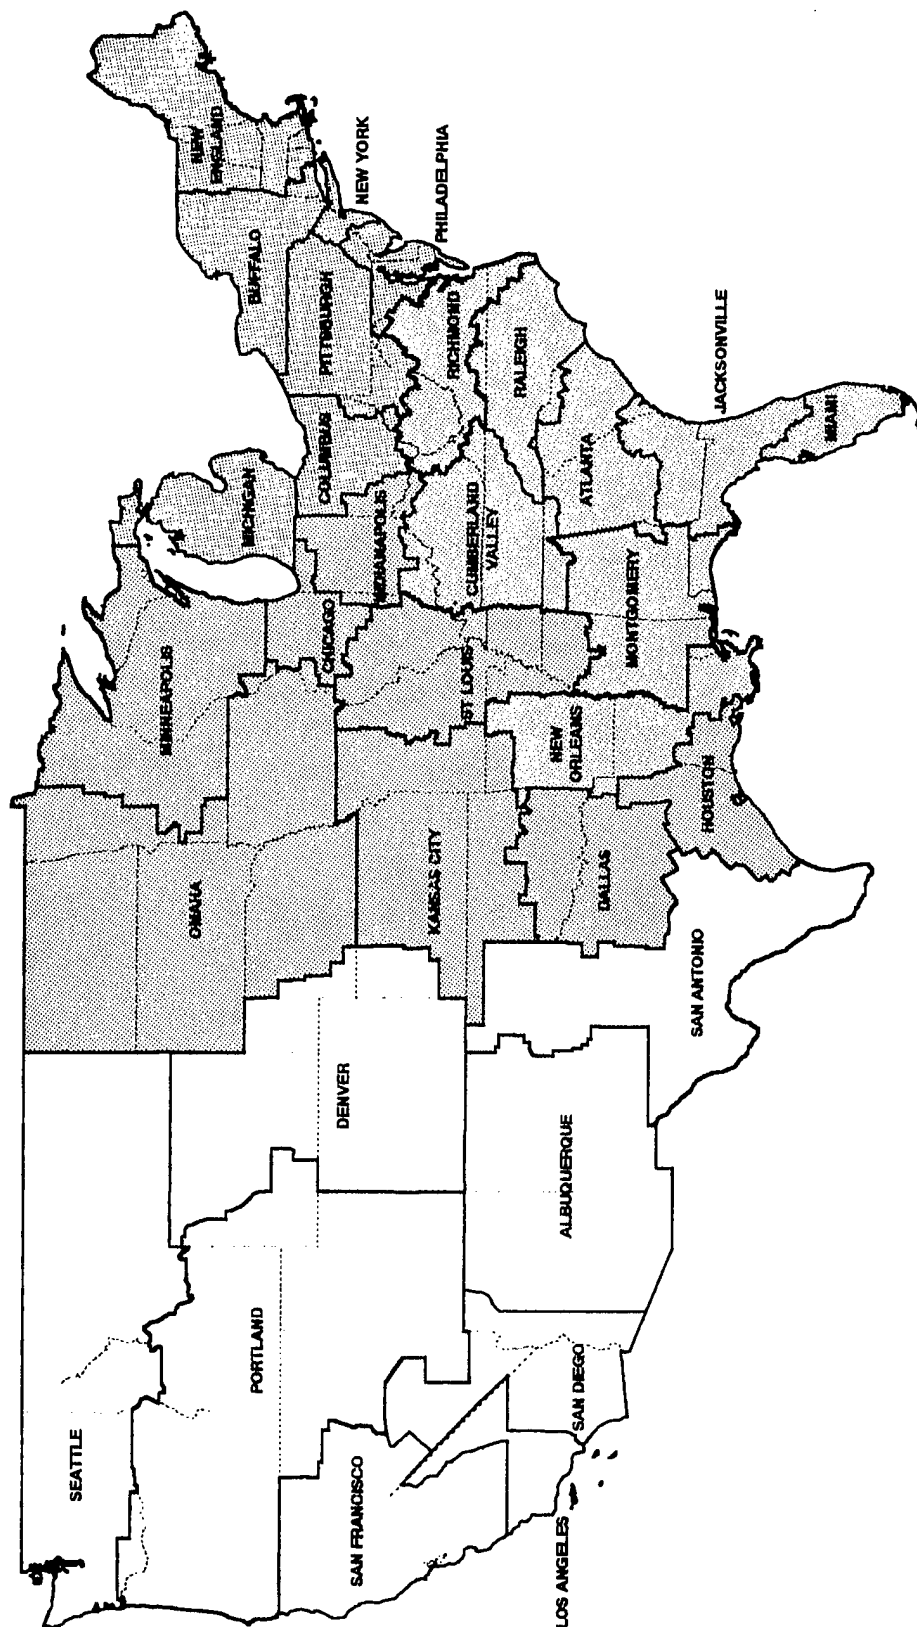 SEATTLE
PORTLAND
SAN FRANCISCO
LOS ANGELES
SAN DIEGO
ALBUQUERQUE
DENVER
SAN ANTONIO
OMAHA
KANSAS CITY
DALLAS
HOUSTON
MINNEAPOLIS
CHICAGO
ST LOUIS
NEW
ORLEANS
MICHIGAN
INDIANAPOLIS
COLUMBUS
CUMBERLAND
VALLEY
MONTGOMERY
ATLANTA
JACKSONVILLE
MIAMI
BUFFALO
PITTSBURGH
RICHMOND
RALEIGH
NEW
ENGLAND
NEW YORK
PHILADELPHIA